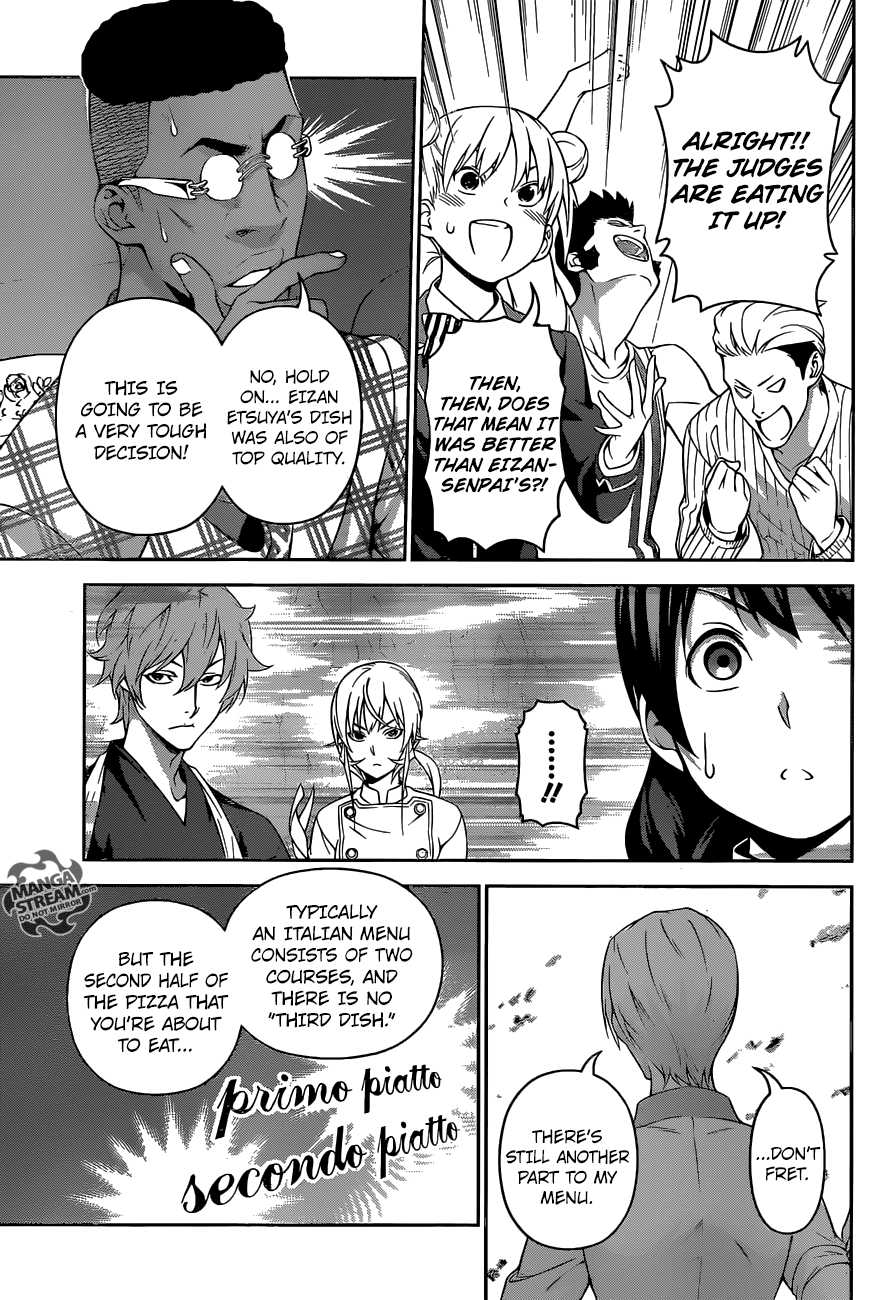 ALRIGHT!!
THE JUDGES
ARE EATING
IT UP!
THEN,
THEN, DOES
THAT MEAN IT
WAS BETTER
THAN EIZAN-
SENPAI'S?!
NO, HOLD
ON... EIZAN
ETSUYA'S DISH
WAS ALSO OF
TOP QUALITY.
THIS IS
GOING TO BE
A VERY TOUGH
DECISION!
........!!
...DON'T
FRET.
THERE'S
STILL ANOTHER
PART TO MY
MENU.
TYPICALLY
AN ITALIAN MENU
CONSISTS OF TWO
COURSES, AND
THERE IS NO
"THIRD DISH."
BUT THE
SECOND HALF OF
THE PIZZA THAT
YOU'RE ABOUT
TO EAT...
primo piatto
secondo piatto
MANGA
STREAM.com
DO NOT MIRROR